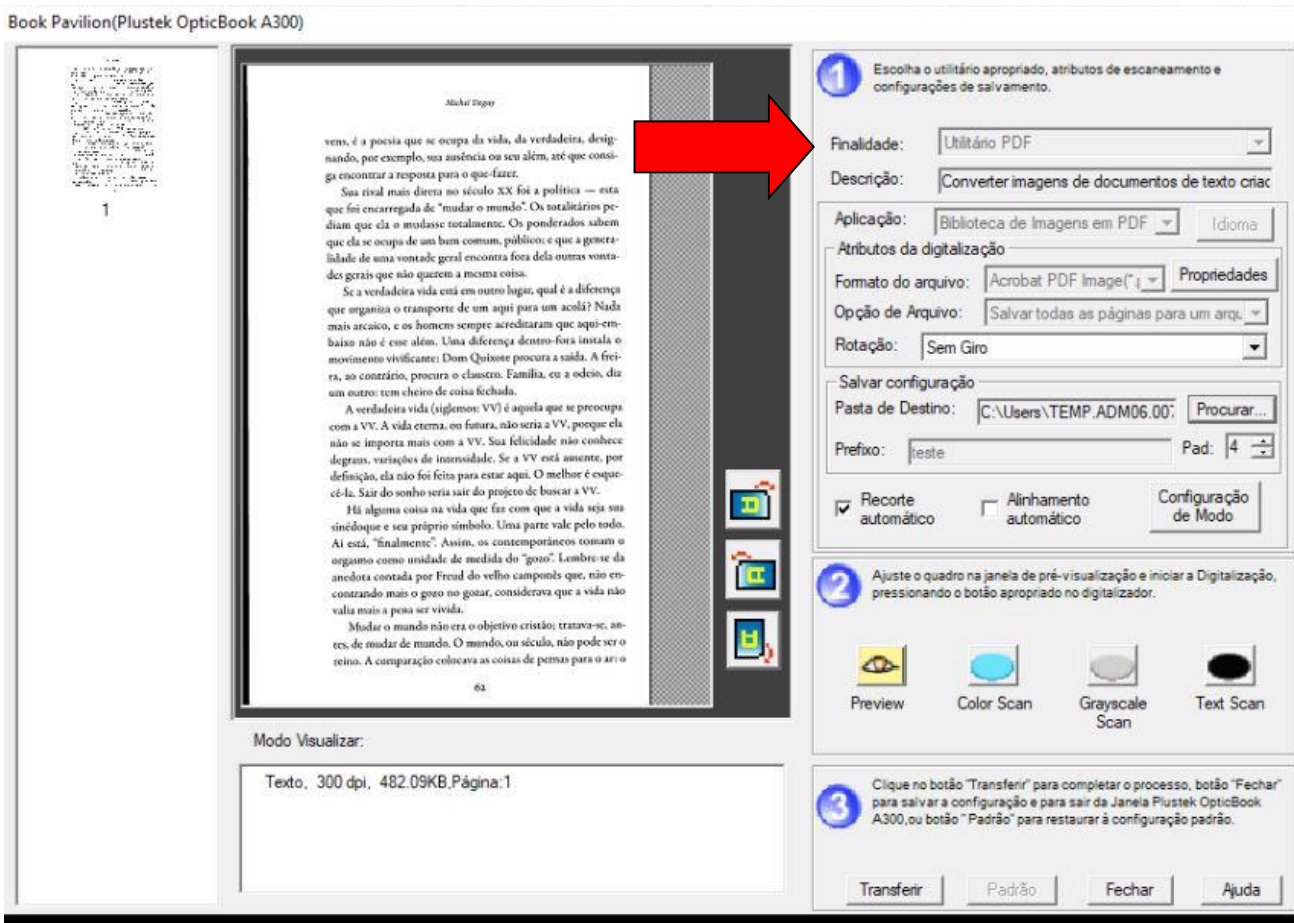 Book Pavilion(Plustek OpticBook A300)
1
Michel Deguy
vens, é a poesia que se ocupa da vida, da verdadeira, desig-
nando, por exemplo, sua ausência ou seu além, até que consi-
ga encontrar a resposta para o que-fazer.
Sua rival mais direta no século XX foi a política — esta
que foi encarregada de "mudar o mundo". Os totalitários pe-
diam que ela o mudasse totalmente. Os ponderados sabem
que ela se ocupa de um bem comum, público; e que a genera-
lidade de uma vontade geral encontra fora dela outras vonta-
des gerais que não querem a mesma coisa.
Se a verdadeira vida está em outro lugar, qual é a diferença
que organiza o transporte de um aqui para um acolá? Nada
mais arcaico, e os homens sempre acreditaram que aqui-em-
baixo não é esse além. Uma diferença dentro-fora instala o
movimento vivificante: Dom Quixote procura a saída. A frei-
ra, ao contrário, procura o claustro. Família, eu a odeio, diz
um outro: tem cheiro de coisa fechada.
A verdadeira vida (siglemos: VV) é aquela que se preocupa
com a VV. A vida eterna, ou futura, não seria a VV, porque ela
não se importa mais com a VV. Sua felicidade não conhece
degraus, variações de intensidade. Se a VV está ausente, por
definição, ela não foi feita para estar aqui. O melhor é esque-
cê-la. Sair do sonho seria sair do projeto de buscar a VV.
Há alguma coisa na vida que faz com que a vida seja sua
sinédoque e seu próprio símbolo. Uma parte vale pelo todo.
Aí está, "finalmente". Assim, os contemporâneos tomam o
orgasmo como unidade de medida do "gozo". Lembre-se da
anedota contada por Freud do velho camponês que, não en-
contrando mais o gozo no gozar, considerava que a vida não
valia mais a pena ser vivida.
Mudar o mundo não era o objetivo cristão; tratava-se, an-
tes, de mudar de mundo. O mundo, ou século, não pode ser o
reino. A comparação colocava as coisas de pernas para o ar: o
62
Modo Visualizar:
Texto, 300 dpi, 482.09KB,Página:1
1
Escolha o utilitário apropriado, atributos de escaneamento e
configurações de salvamento.
Finalidade: Utilitário PDF
Descrição: Converter imagens de documentos de texto criac
Aplicação: Biblioteca de Imagens em PDF Idioma
Atributos da digitalização
Formato do arquivo: Acrobat PDF Image(*.p Propriedades
Opção de Arquivo: Salvar todas as páginas para um arqu
Rotação: Sem Giro
Salvar configuração
Pasta de Destino: C:\Users\TEMP.ADM06.00: Procurar...
Prefixo: teste Pad: 4
Recorte automático
Alinhamento automático
Configuração de Modo
2
Ajuste o quadro na janela de pré-visualização e iniciar a Digitalização,
pressionando o botão apropriado no digitalizador.
Preview Color Scan Grayscale Scan Text Scan
3
Clique no botão "Transferir" para completar o processo, botão "Fechar"
para salvar a configuração e para sair da Janela Plustek OpticBook
A300,ou botão " Padrão" para restaurar à configuração padrão.
Transferir Padrão Fechar Ajuda